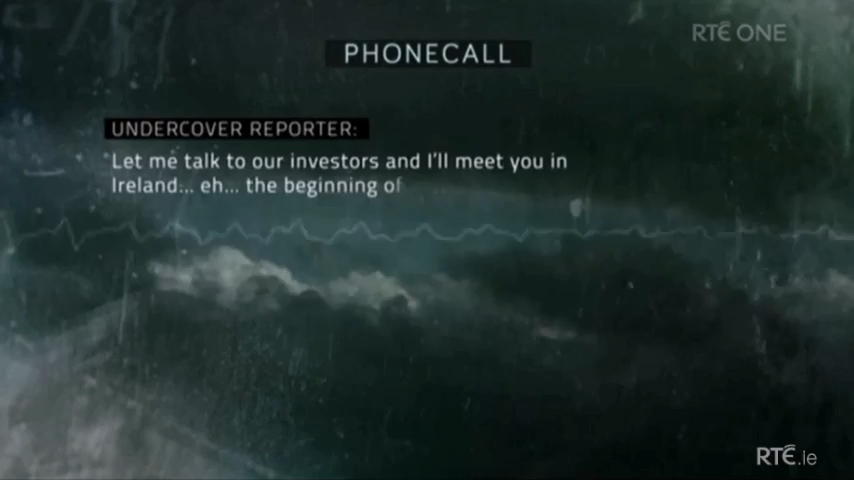 RTÉ ONE
PHONECALL
UNDERCOVER REPORTER:
Let me talk to our investors and I'll meet you in
Ireland... eh... the beginning of
RTÉ.ie